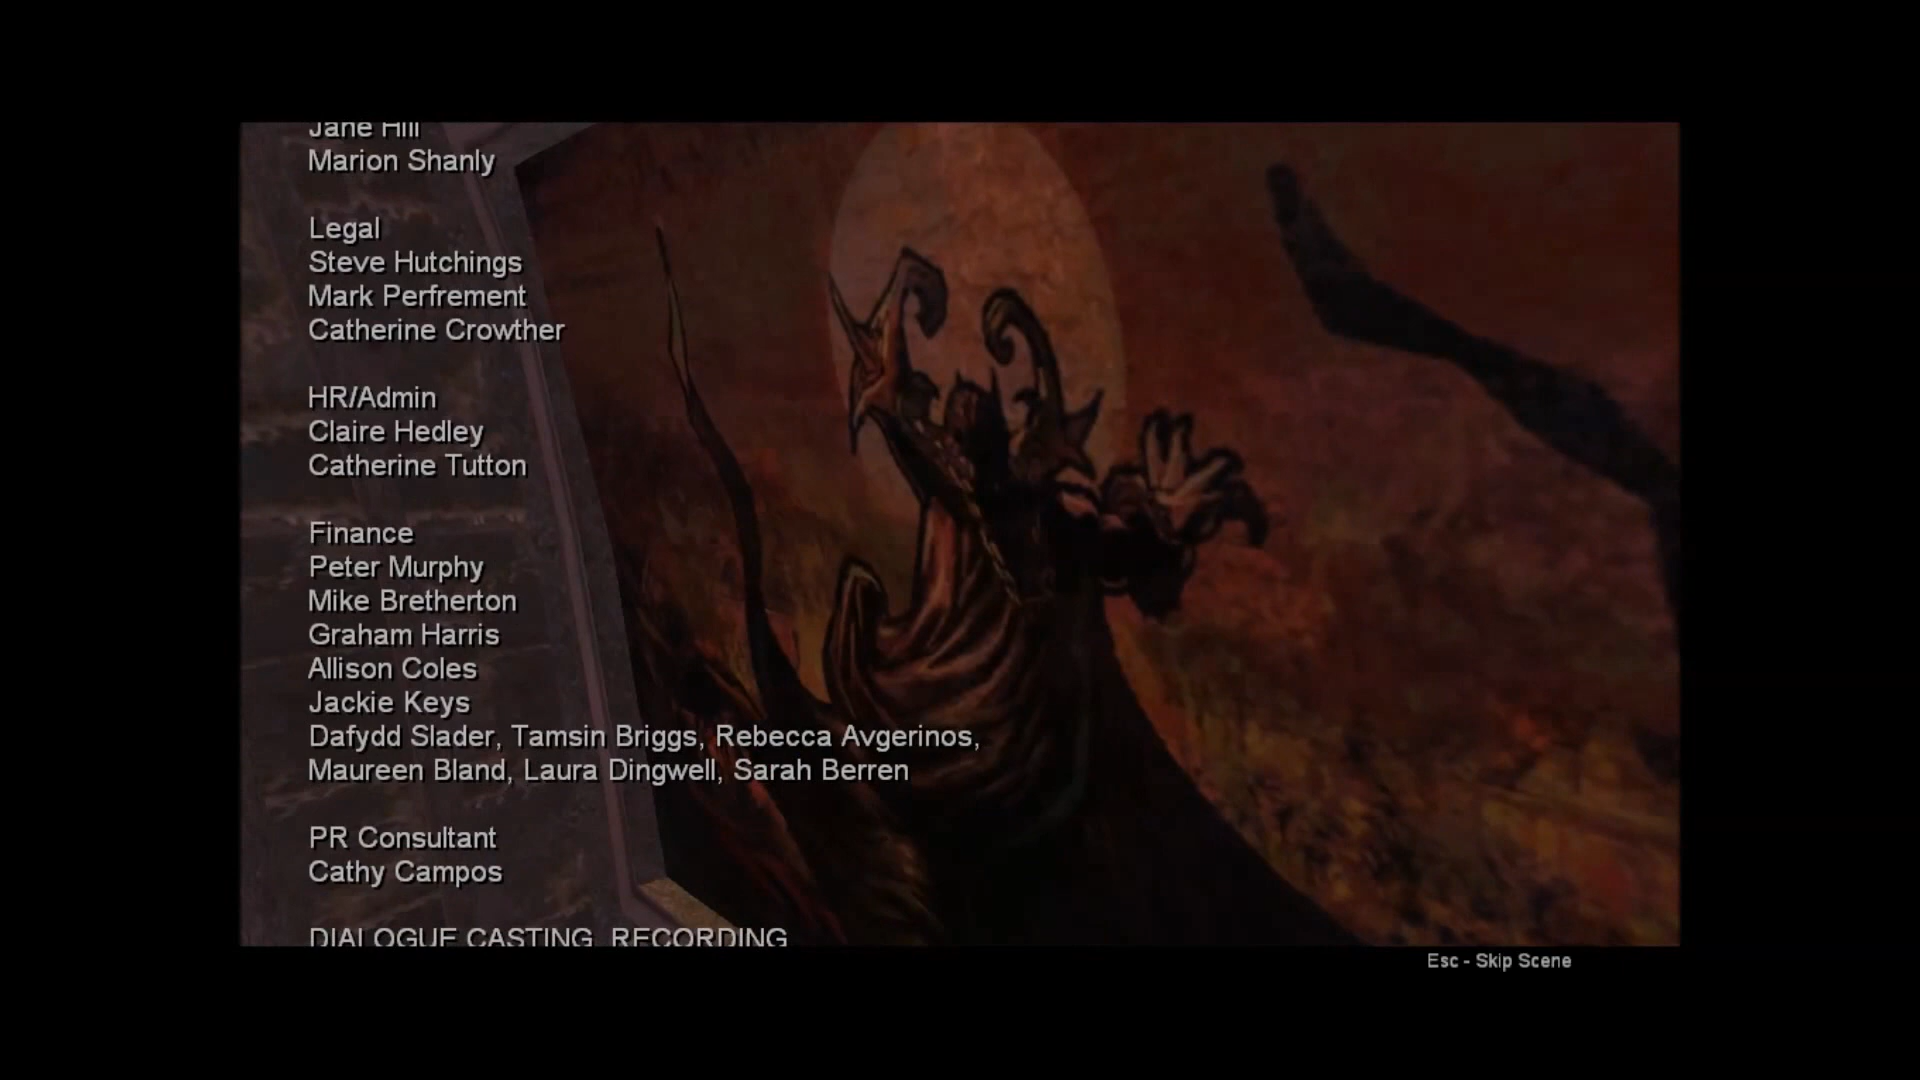 Jane Hill
Marion Shanly
Legal
Steve Hutchings
Mark Perfrement
Catherine Crowther
HR/Admin
Claire Hedley
Catherine Tutton
Finance
Peter Murphy
Mike Bretherton
Graham Harris
Allison Coles
Jackie Keys
Dafydd Slader, Tamsin Briggs, Rebecca Avgerinos,
Maureen Bland, Laura Dingwell, Sarah Berren
PR Consultant
Cathy Campos
DIALOGUE CASTING, RECORDING
Esc - Skip Scene